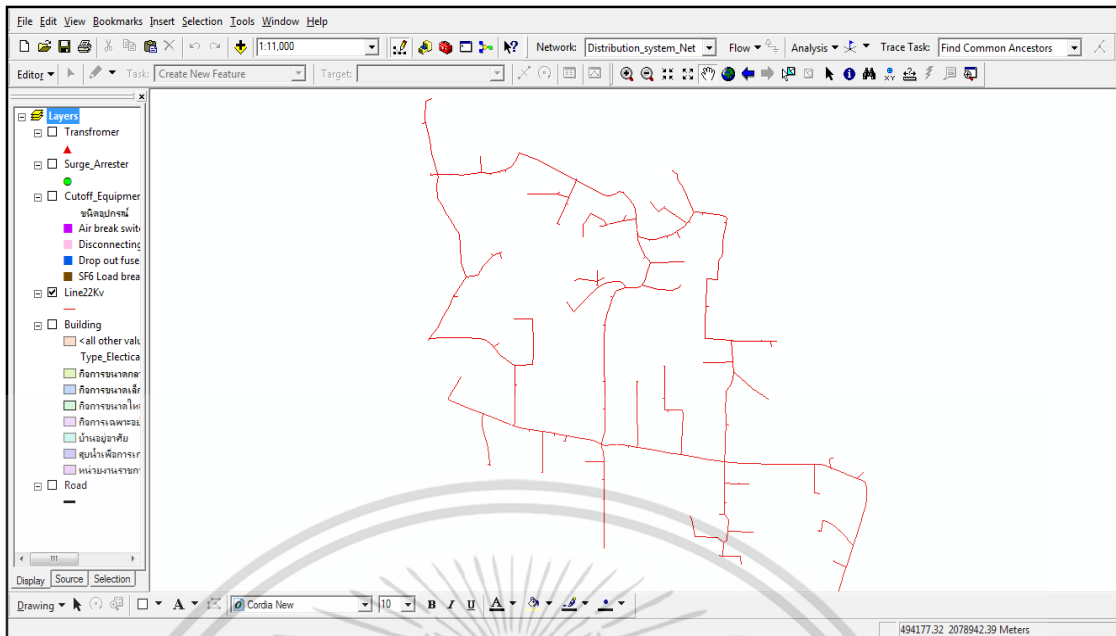 File Edit View Bookmarks Insert Selection Tools Window Help
1:11,000 Network: Distribution_system_Net Flow Analysis Trace Task: Find Common Ancestors
Editor Task: Create New Feature Target:
Layers
Transfromer
Surge_Arrester
Cutoff_Equipmer
ชนิดอุปกรณ์
Air break swit
Disconnecting
Drop out fuse
SF6 Load brea
Line22Kv
Building
<all other valu
Type_Electica
กิจการขนาดกล
กิจการขนาดเล็ก
กิจการขนาดให
กิจการเฉพาะอย
บ้านอยู่อาศัย
สูบน้ำเพื่อการเก
หน่วยงานราชก
Road
Display Source Selection
Drawing A Cordia New 10 B I U A
494177.32 2078942.39 Meters